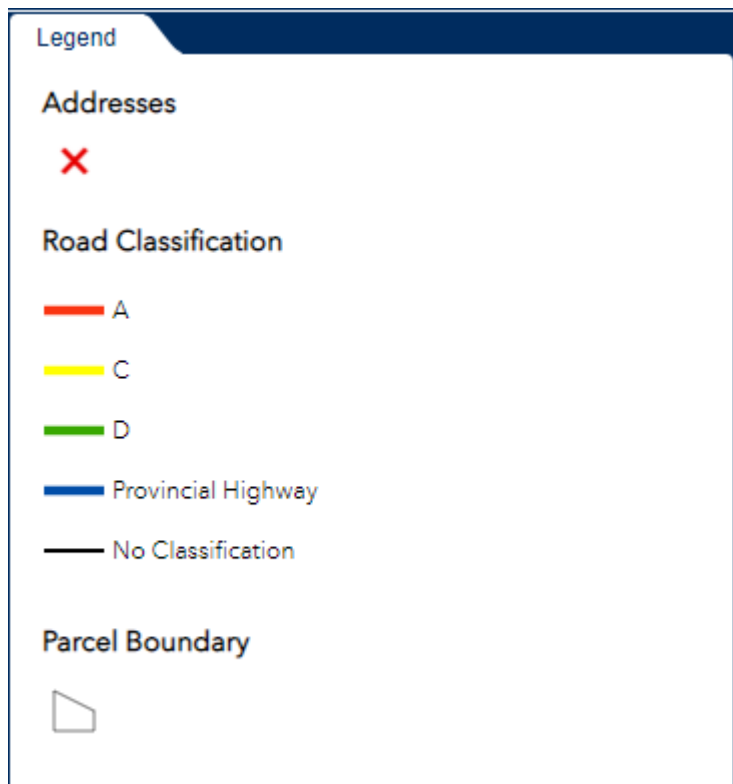 Legend
Addresses
Road Classification
A
C
D
Provincial Highway
No Classification
Parcel Boundary